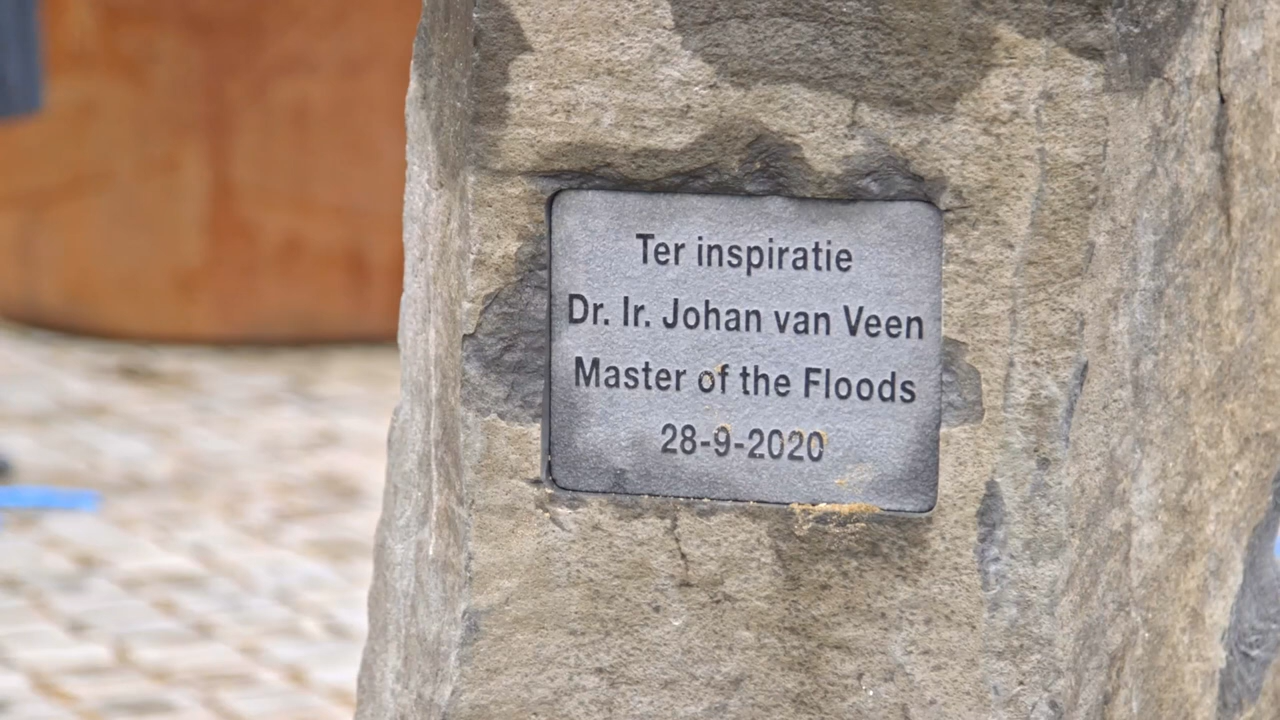 Ter inspiratie
Dr. Ir. Johan van Veen
Master of the Floods
28-9-2020